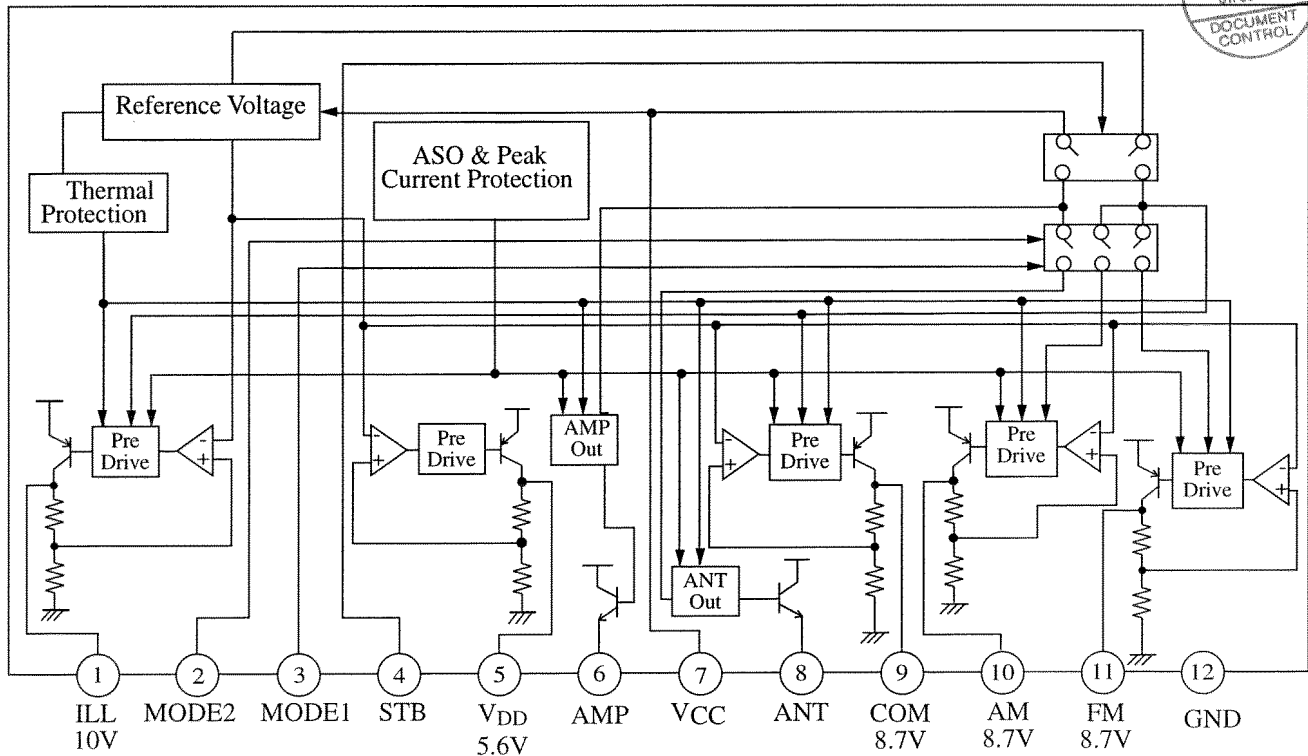 DOCUMENT
CONTROL
Reference Voltage
ASO & Peak
Current Protection
Thermal
Protection
Pre
Drive
-
+
-
+
Pre
Drive
AMP
Out
-
+
Pre
Drive
Pre
Drive
-
+
Pre
Drive
-
+
ANT
Out
1
2
3
4
5
6
7
8
9
10
11
12
ILL
10V
MODE2
MODE1
STB
VDD
5.6V
AMP
VCC
ANT
COM
8.7V
AM
8.7V
FM
8.7V
GND